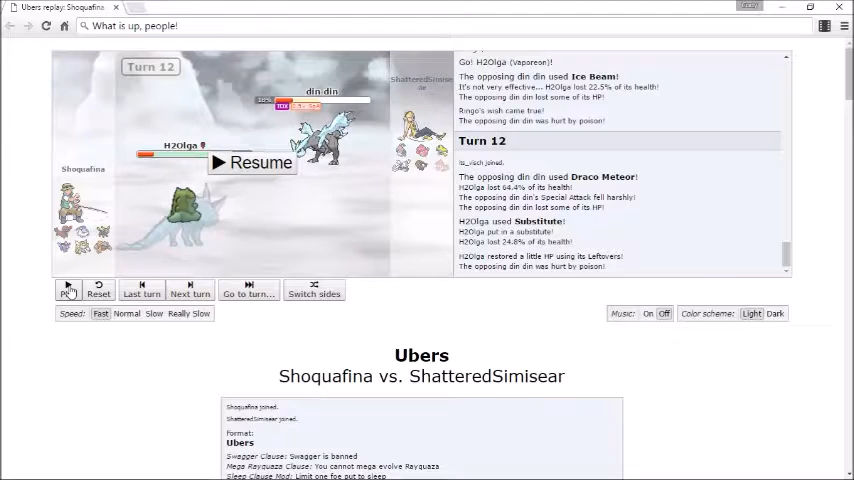 Ubers replay: Shoquafina
What is up, people!
Turn 12
din din
18%
TOX 0.5× SpA
H2Olga
Resume
Shoquafina
ShatteredSimisear
Go! H2Olga (Vaporeon)!
The opposing din din used Ice Beam!
It's not very effective... H2Olga lost 22.5% of its health!
The opposing din din lost some of its HP!
Ringo's wish came true!
The opposing din din was hurt by poison!
Turn 12
its_visch joined.
The opposing din din used Draco Meteor!
H2Olga lost 64.4% of its health!
The opposing din din's Special Attack fell harshly!
The opposing din din lost some of its HP!
H2Olga used Substitute!
H2Olga put in a substitute!
H2Olga lost 24.8% of its health!
H2Olga restored a little HP using its Leftovers!
The opposing din din was hurt by poison!
Reset
Last turn
Next turn
Go to turn...
Switch sides
Speed: Fast Normal Slow Really Slow
Music: On Off
Color scheme: Light Dark
Ubers
Shoquafina vs. ShatteredSimisear
Shoquafina joined.
ShatteredSimisear joined.
Format:
Ubers
Swagger Clause: Swagger is banned
Mega Rayquaza Clause: You cannot mega evolve Rayquaza
Sleep Clause Mod: Limit one foe put to sleep